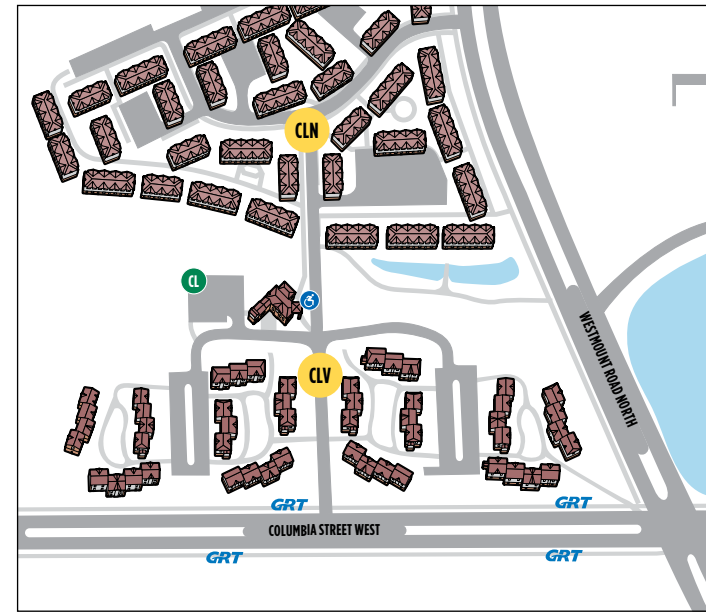 CLN
CL
CLV
WESTMOUNT ROAD NORTH
GRT
GRT
COLUMBIA STREET WEST
GRT
GRT